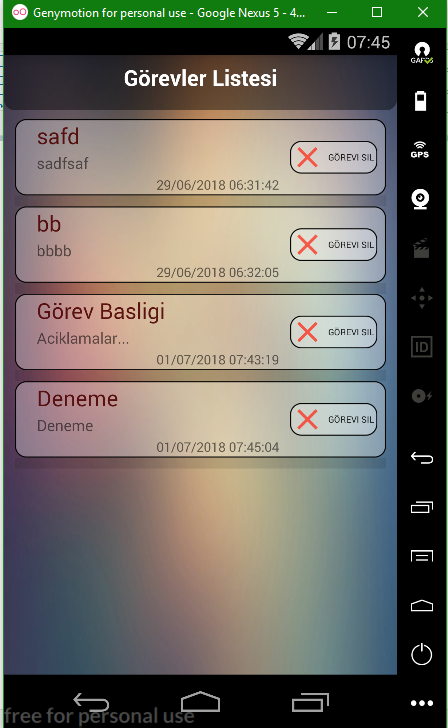 Genymotion for personal use - Google Nexus 5 - 4...
07:45
Görevler Listesi
safd
sadfsaf
GÖREVI SIL
29/06/2018 06:31:42
bb
bbbb
GÖREVI SIL
29/06/2018 06:32:05
Görev Basligi
Aciklamalar...
GÖREVI SIL
01/07/2018 07:43:19
Deneme
Deneme
GÖREVI SIL
01/07/2018 07:45:04
free for personal use
GAPPS
GPS
ID